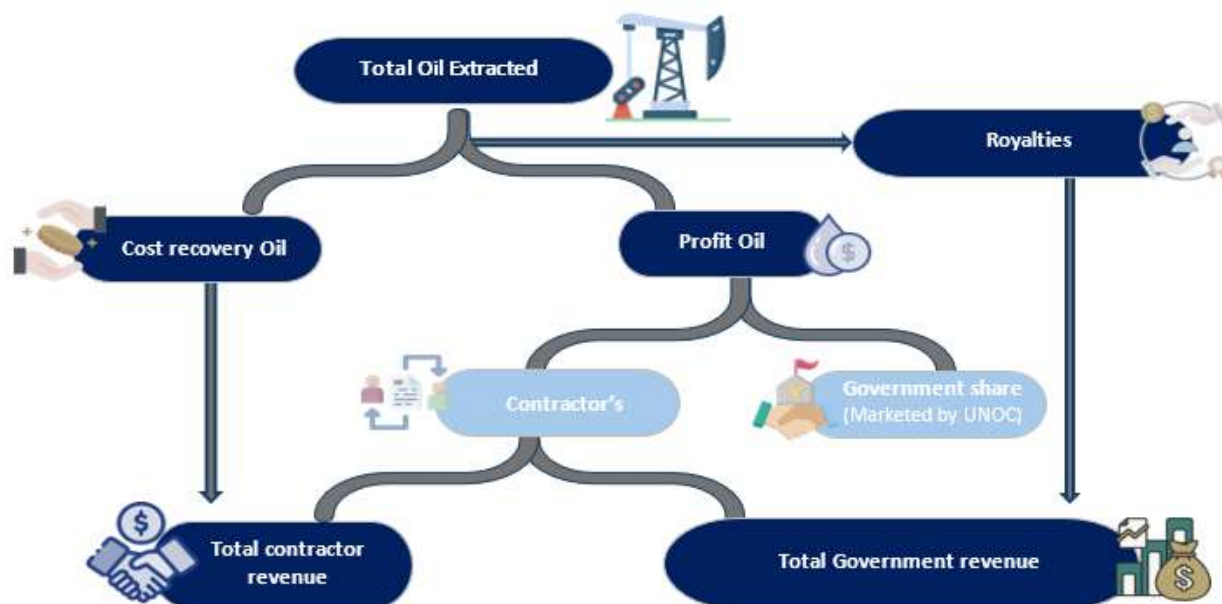 Total Oil Extracted
Royalties
Cost recovery Oil
Profit Oil
Contractor's
Government share
(Marketed by UNOC)
Total contractor
revenue
Total Government revenue